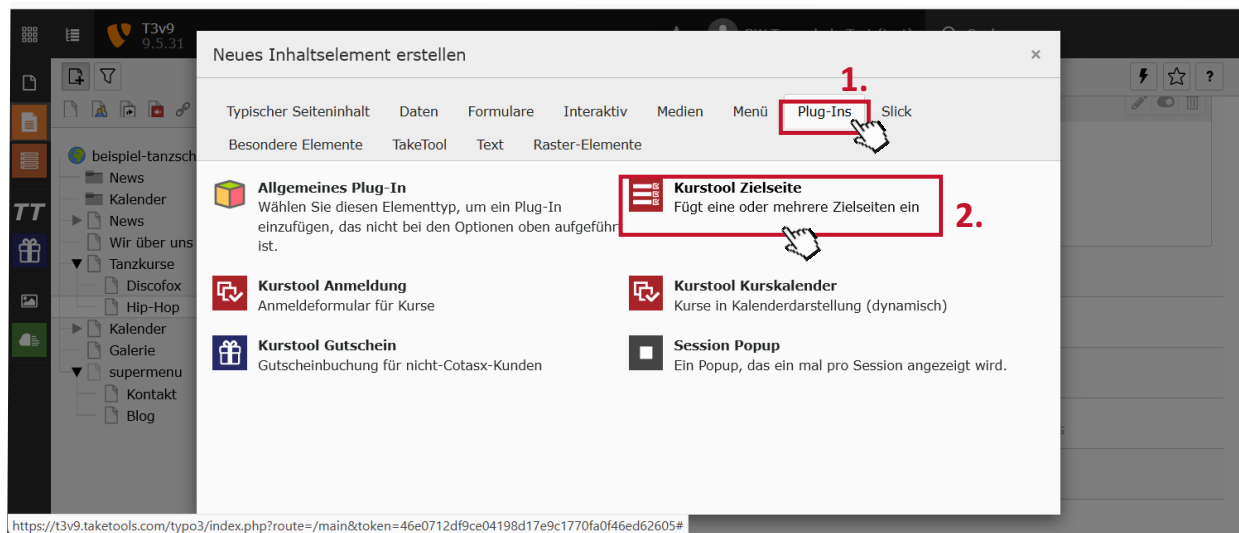 T3v9
9.5.31
Neues Inhaltselement erstellen
×
1.
Typischer Seiteninhalt Daten Formulare Interaktiv Medien Menü Plug-Ins Slick
Besondere Elemente TakeTool Text Raster-Elemente
?
beispiel-tanzsch
News
Kalender
News
Wir über uns
Tanzkurse
Discofox
Hip-Hop
Kalender
Galerie
supermenu
Kontakt
Blog
TT
Allgemeines Plug-In
Wählen Sie diesen Elementtyp, um ein Plug-In
einzufügen, das nicht bei den Optionen oben aufgeführ
ist.
Kurstool Zielseite
Fügt eine oder mehrere Zielseiten ein
2.
Kurstool Anmeldung
Anmeldeformular für Kurse
Kurstool Kurskalender
Kurse in Kalenderdarstellung (dynamisch)
Kurstool Gutschein
Gutscheinbuchung für nicht-Cotasx-Kunden
Session Popup
Ein Popup, das ein mal pro Session angezeigt wird.
https://t3v9.taketools.com/typo3/index.php?route=/main&token=46e0712df9ce04198d17e9c1770fa0f46ed62605#